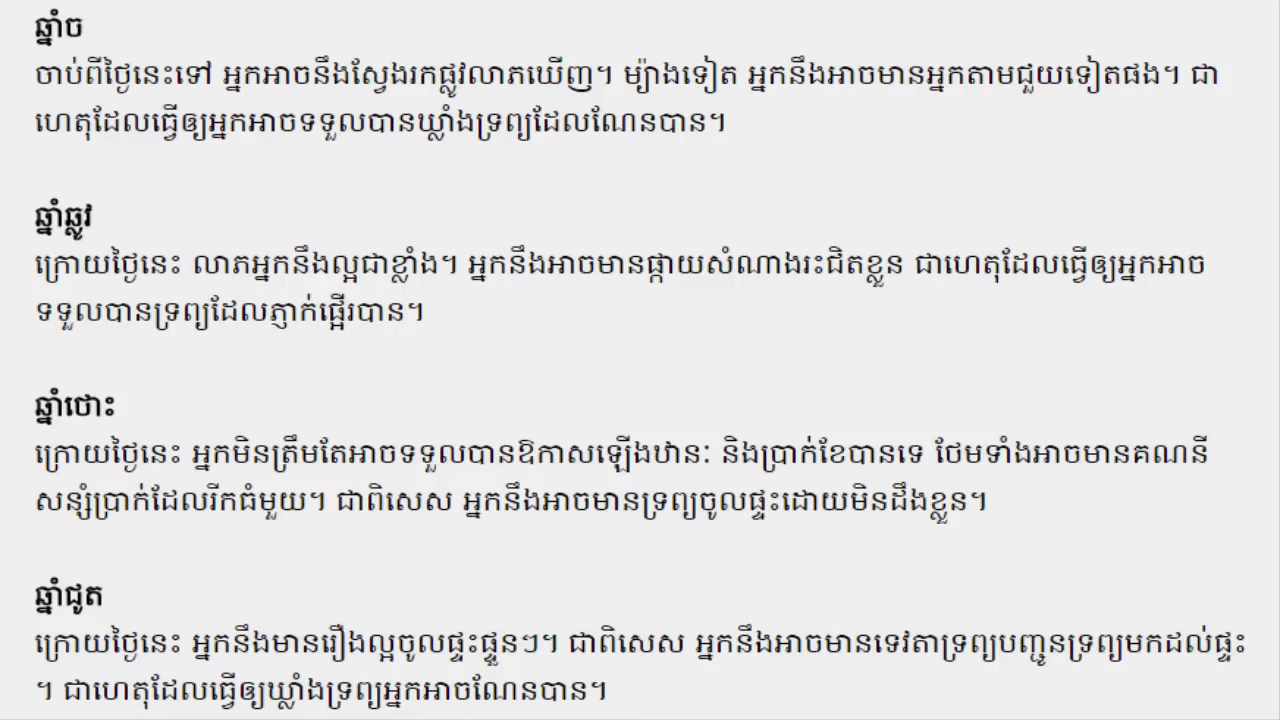 ឆ្នាំច
ចាប់ពីថ្ងៃនេះទៅ អ្នកអាចនឹងស្វែងរកផ្លូវលាភឃើញ។ ម្យ៉ាងទៀត អ្នកនឹងអាចមានអ្នកតាមជួយទៀតផង។ ជា
ហេតុដែលធ្វើឲ្យអ្នកអាចទទួលបានឃ្លាំងទ្រព្យដែលណែនបាន។
ឆ្នាំឆ្លូវ
ក្រោយថ្ងៃនេះ លាភអ្នកនឹងល្អជាខ្លាំង។ អ្នកនឹងអាចមានផ្កាយសំណាងរះជិតខ្លួន ជាហេតុដែលធ្វើឲ្យអ្នកអាច
ទទួលបានទ្រព្យដែលភ្ញាក់ផ្អើរបាន។
ឆ្នាំថោះ
ក្រោយថ្ងៃនេះ អ្នកមិនត្រឹមតែអាចទទួលបានឱកាសឡើងឋានៈ និងប្រាក់ខែបានទេ ថែមទាំងអាចមានគណនី
សន្សំប្រាក់ដែលរីកធំមួយ។ ជាពិសេស អ្នកនឹងអាចមានទ្រព្យចូលផ្ទះដោយមិនដឹងខ្លួន។
ឆ្នាំជូត
ក្រោយថ្ងៃនេះ អ្នកនឹងមានរឿងល្អចូលផ្ទះផ្ទួនៗ។ ជាពិសេស អ្នកនឹងអាចមានទេវតាទ្រព្យបញ្ជូនទ្រព្យមកដល់ផ្ទះ
។ ជាហេតុដែលធ្វើឲ្យឃ្លាំងទ្រព្យអ្នកអាចណែនបាន។